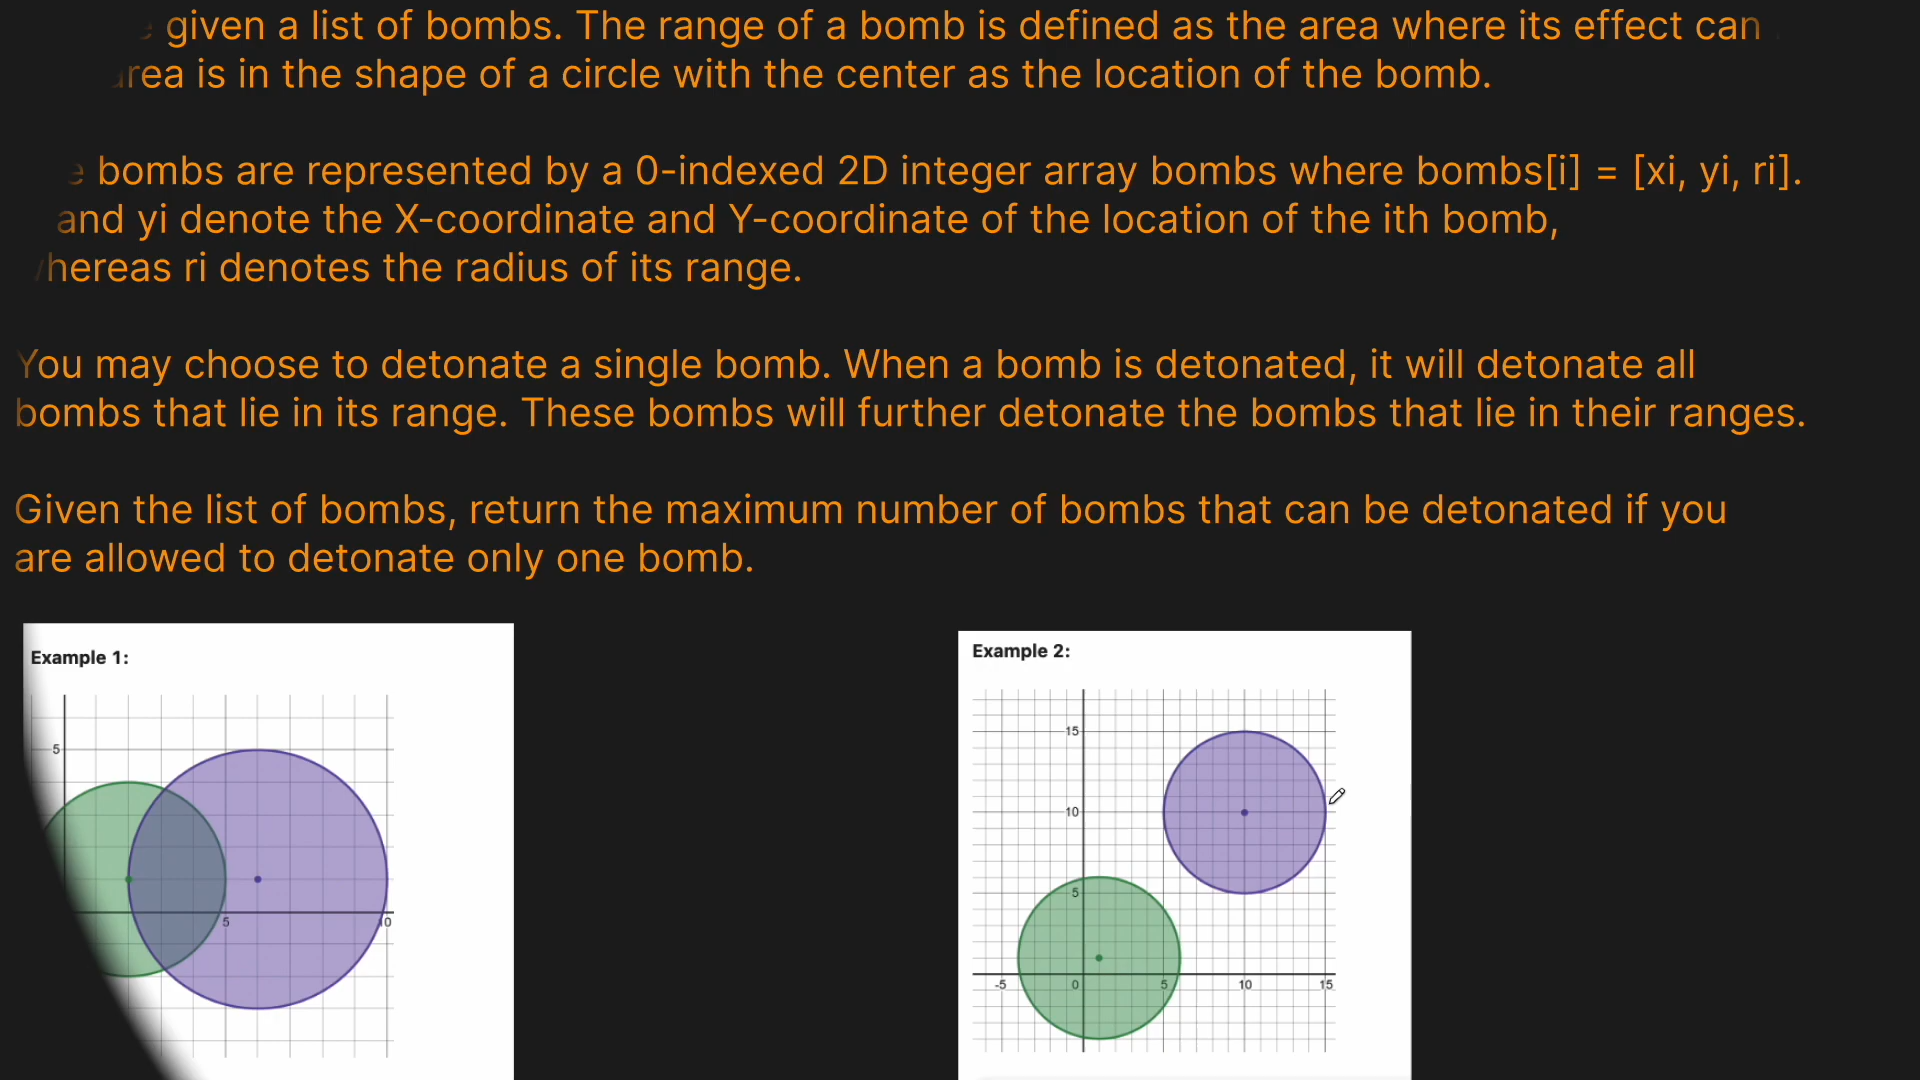 given a list of bombs. The range of a bomb is defined as the area where its effect can
area is in the shape of a circle with the center as the location of the bomb.
bombs are represented by a 0-indexed 2D integer array bombs where bombs[i] = [xi, yi, ri].
and yi denote the X-coordinate and Y-coordinate of the location of the ith bomb,
whereas ri denotes the radius of its range.
You may choose to detonate a single bomb. When a bomb is detonated, it will detonate all
bombs that lie in its range. These bombs will further detonate the bombs that lie in their ranges.
Given the list of bombs, return the maximum number of bombs that can be detonated if you
are allowed to detonate only one bomb.
Example 1:
5
5
10
Example 2:
15
10
5
-5
0
5
10
15